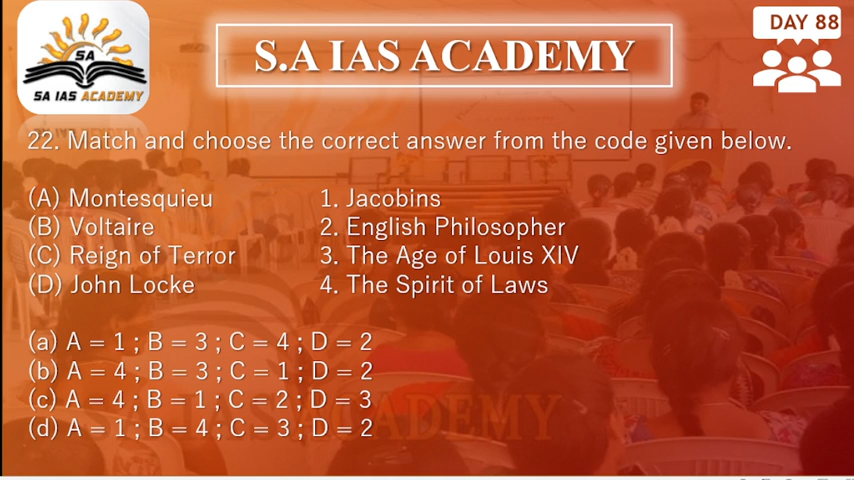 SA
SA IAS ACADEMY
S.A IAS ACADEMY
DAY 88
22. Match and choose the correct answer from the code given below.
(A) Montesquieu 1. Jacobins
(B) Voltaire 2. English Philosopher
(C) Reign of Terror 3. The Age of Louis XIV
(D) John Locke 4. The Spirit of Laws
(a) A = 1 ; B = 3 ; C = 4 ; D = 2
(b) A = 4 ; B = 3 ; C = 1 ; D = 2
(c) A = 4 ; B = 1 ; C = 2 ; D = 3
(d) A = 1 ; B = 4 ; C = 3 ; D = 2